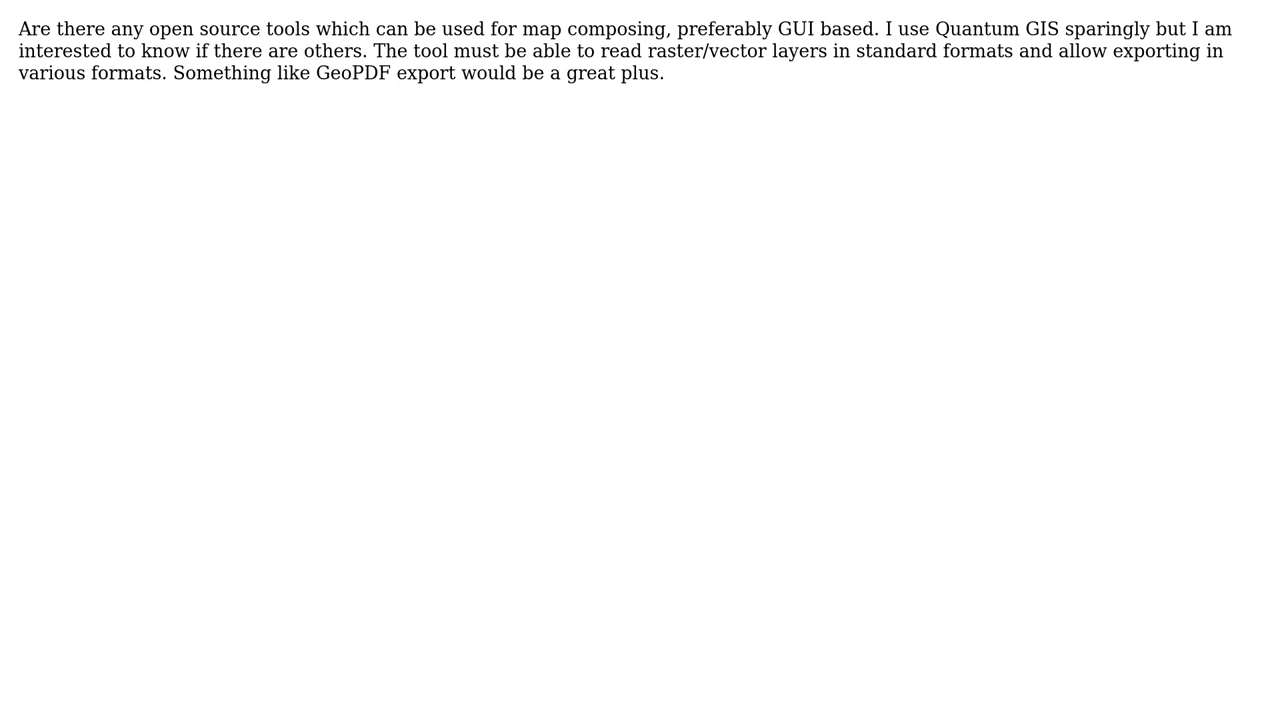 Are there any open source tools which can be used for map composing, preferably GUI based. I use Quantum GIS sparingly but I am
interested to know if there are others. The tool must be able to read raster/vector layers in standard formats and allow exporting in
various formats. Something like GeoPDF export would be a great plus.